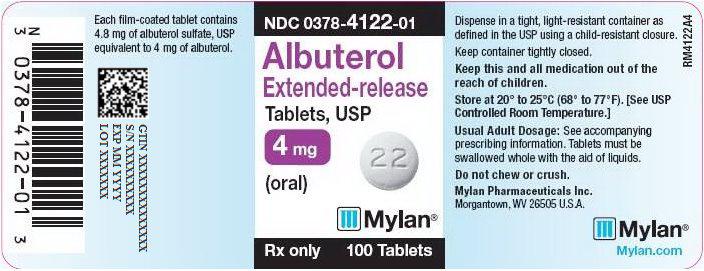 Each film-coated tablet contains
4.8 mg of albuterol sulfate, USP
equivalent to 4 mg of albuterol.
N
3 0378-4122-01 3
GTIN XXXXXXXXXXXXXX
S/N XXXXXXXXXX
EXP MM YYYY
LOT XXXXXX
NDC 0378-4122-01
Albuterol
Extended-release
Tablets, USP
4 mg
22
(oral)
Mylan®
Rx only 100 Tablets
Dispense in a tight, light-resistant container as
defined in the USP using a child-resistant closure.
Keep container tightly closed.
Keep this and all medication out of the
reach of children.
Store at 20° to 25°C (68° to 77°F). [See USP
Controlled Room Temperature.]
Usual Adult Dosage: See accompanying
prescribing information. Tablets must be
swallowed whole with the aid of liquids.
Do not chew or crush.
Mylan Pharmaceuticals Inc.
Morgantown, WV 26505 U.S.A.
RM4122A4
Mylan®
Mylan.com